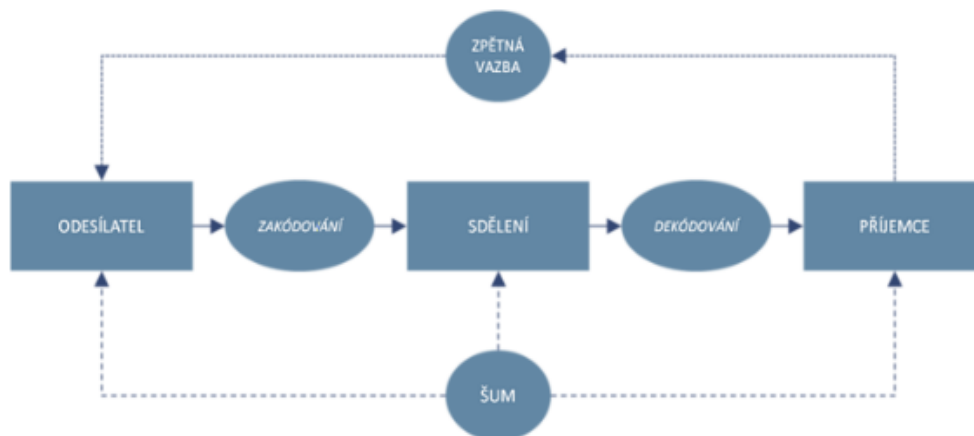 ZPĚTNÁ
VAZBA
ODESÍLATEL
ZAKÓDOVÁNÍ
SDĚLENÍ
DEKÓDOVÁNÍ
PŘÍJEMCE
ŠUM